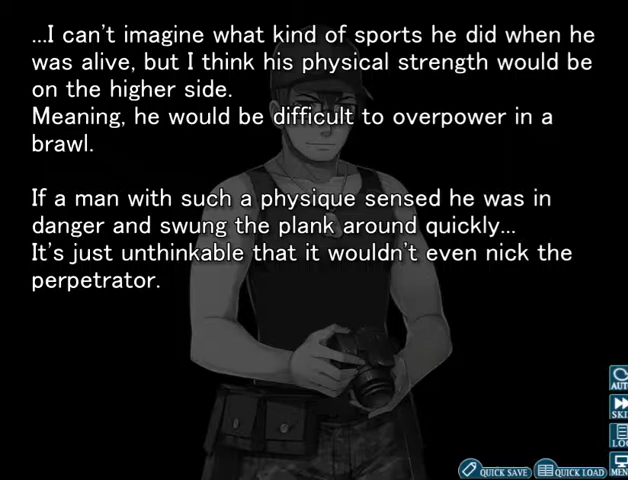 ...I can't imagine what kind of sports he did when he
was alive, but I think his physical strength would be
on the higher side.
Meaning, he would be difficult to overpower in a
brawl.
If a man with such a physique sensed he was in
danger and swung the plank around quickly...
It's just unthinkable that it wouldn't even nick the
perpetrator.
QUICK SAVE
QUICK LOAD